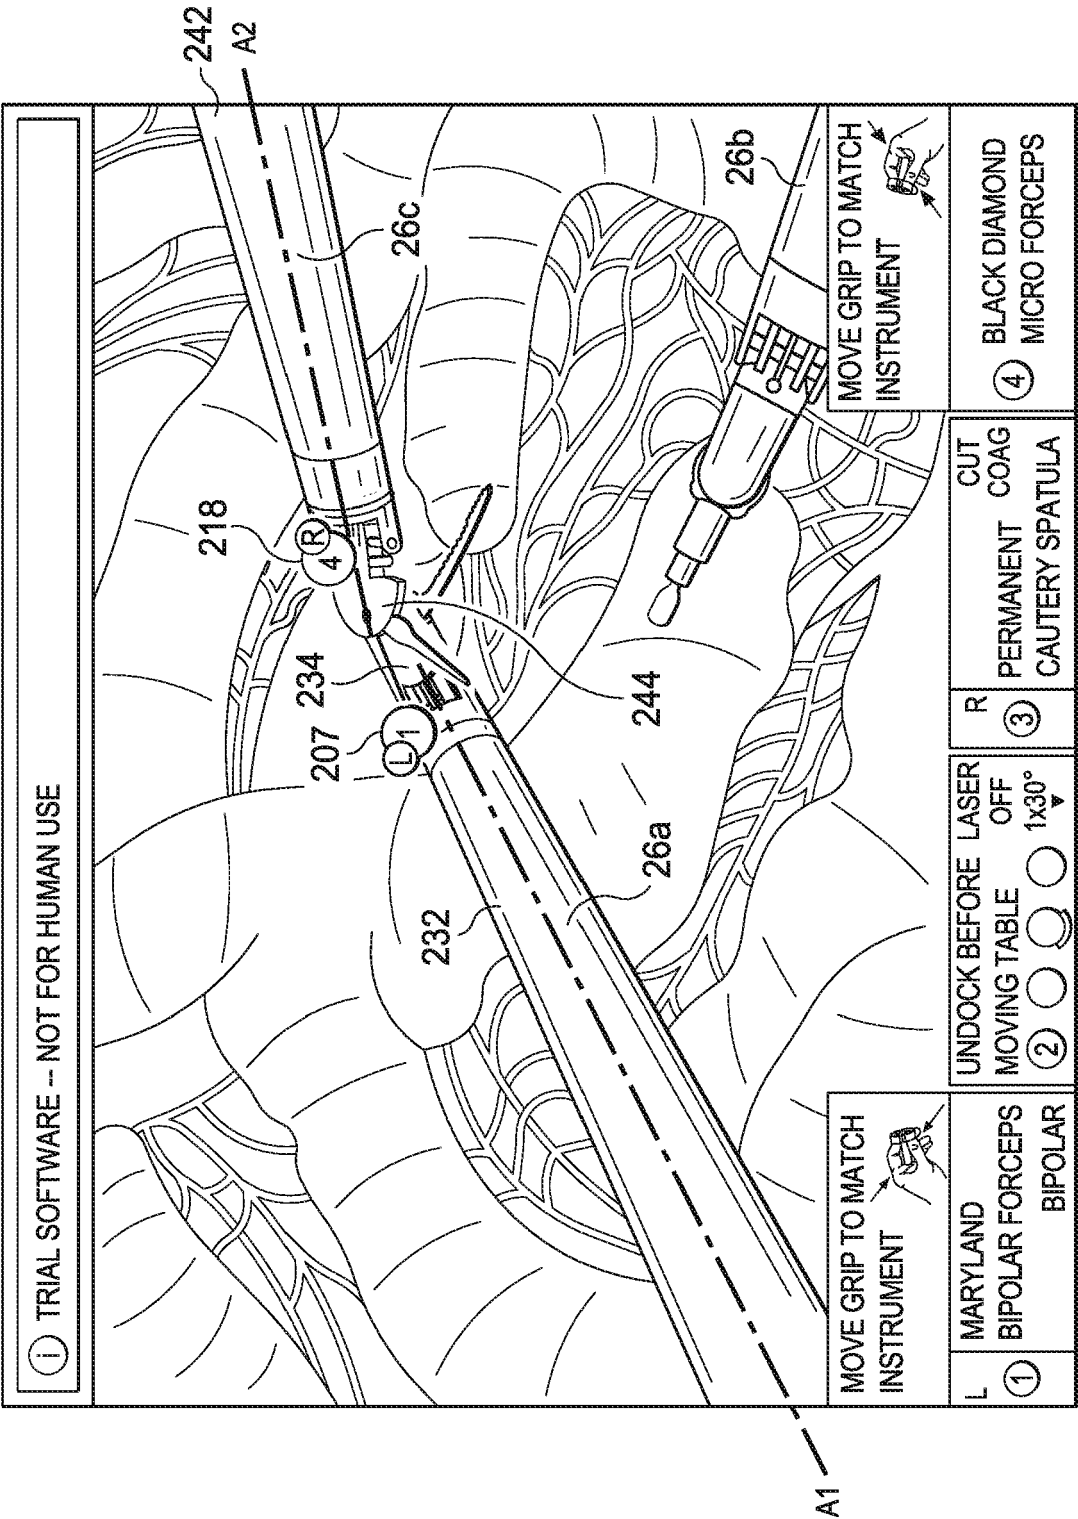 ⓘ TRIAL SOFTWARE -- NOT FOR HUMAN USE
242
A2
26c
218
R
4
234
207
L
1
244
26b
232
26a
A1
MOVE GRIP TO MATCH
INSTRUMENT
MOVE GRIP TO MATCH
INSTRUMENT
L
1
MARYLAND
BIPOLAR FORCEPS
BIPOLAR
UNDOCK BEFORE
MOVING TABLE
LASER
OFF
2
1x30°
R
3
CUT
PERMANENT COAG
CAUTERY SPATULA
4
BLACK DIAMOND
MICRO FORCEPS